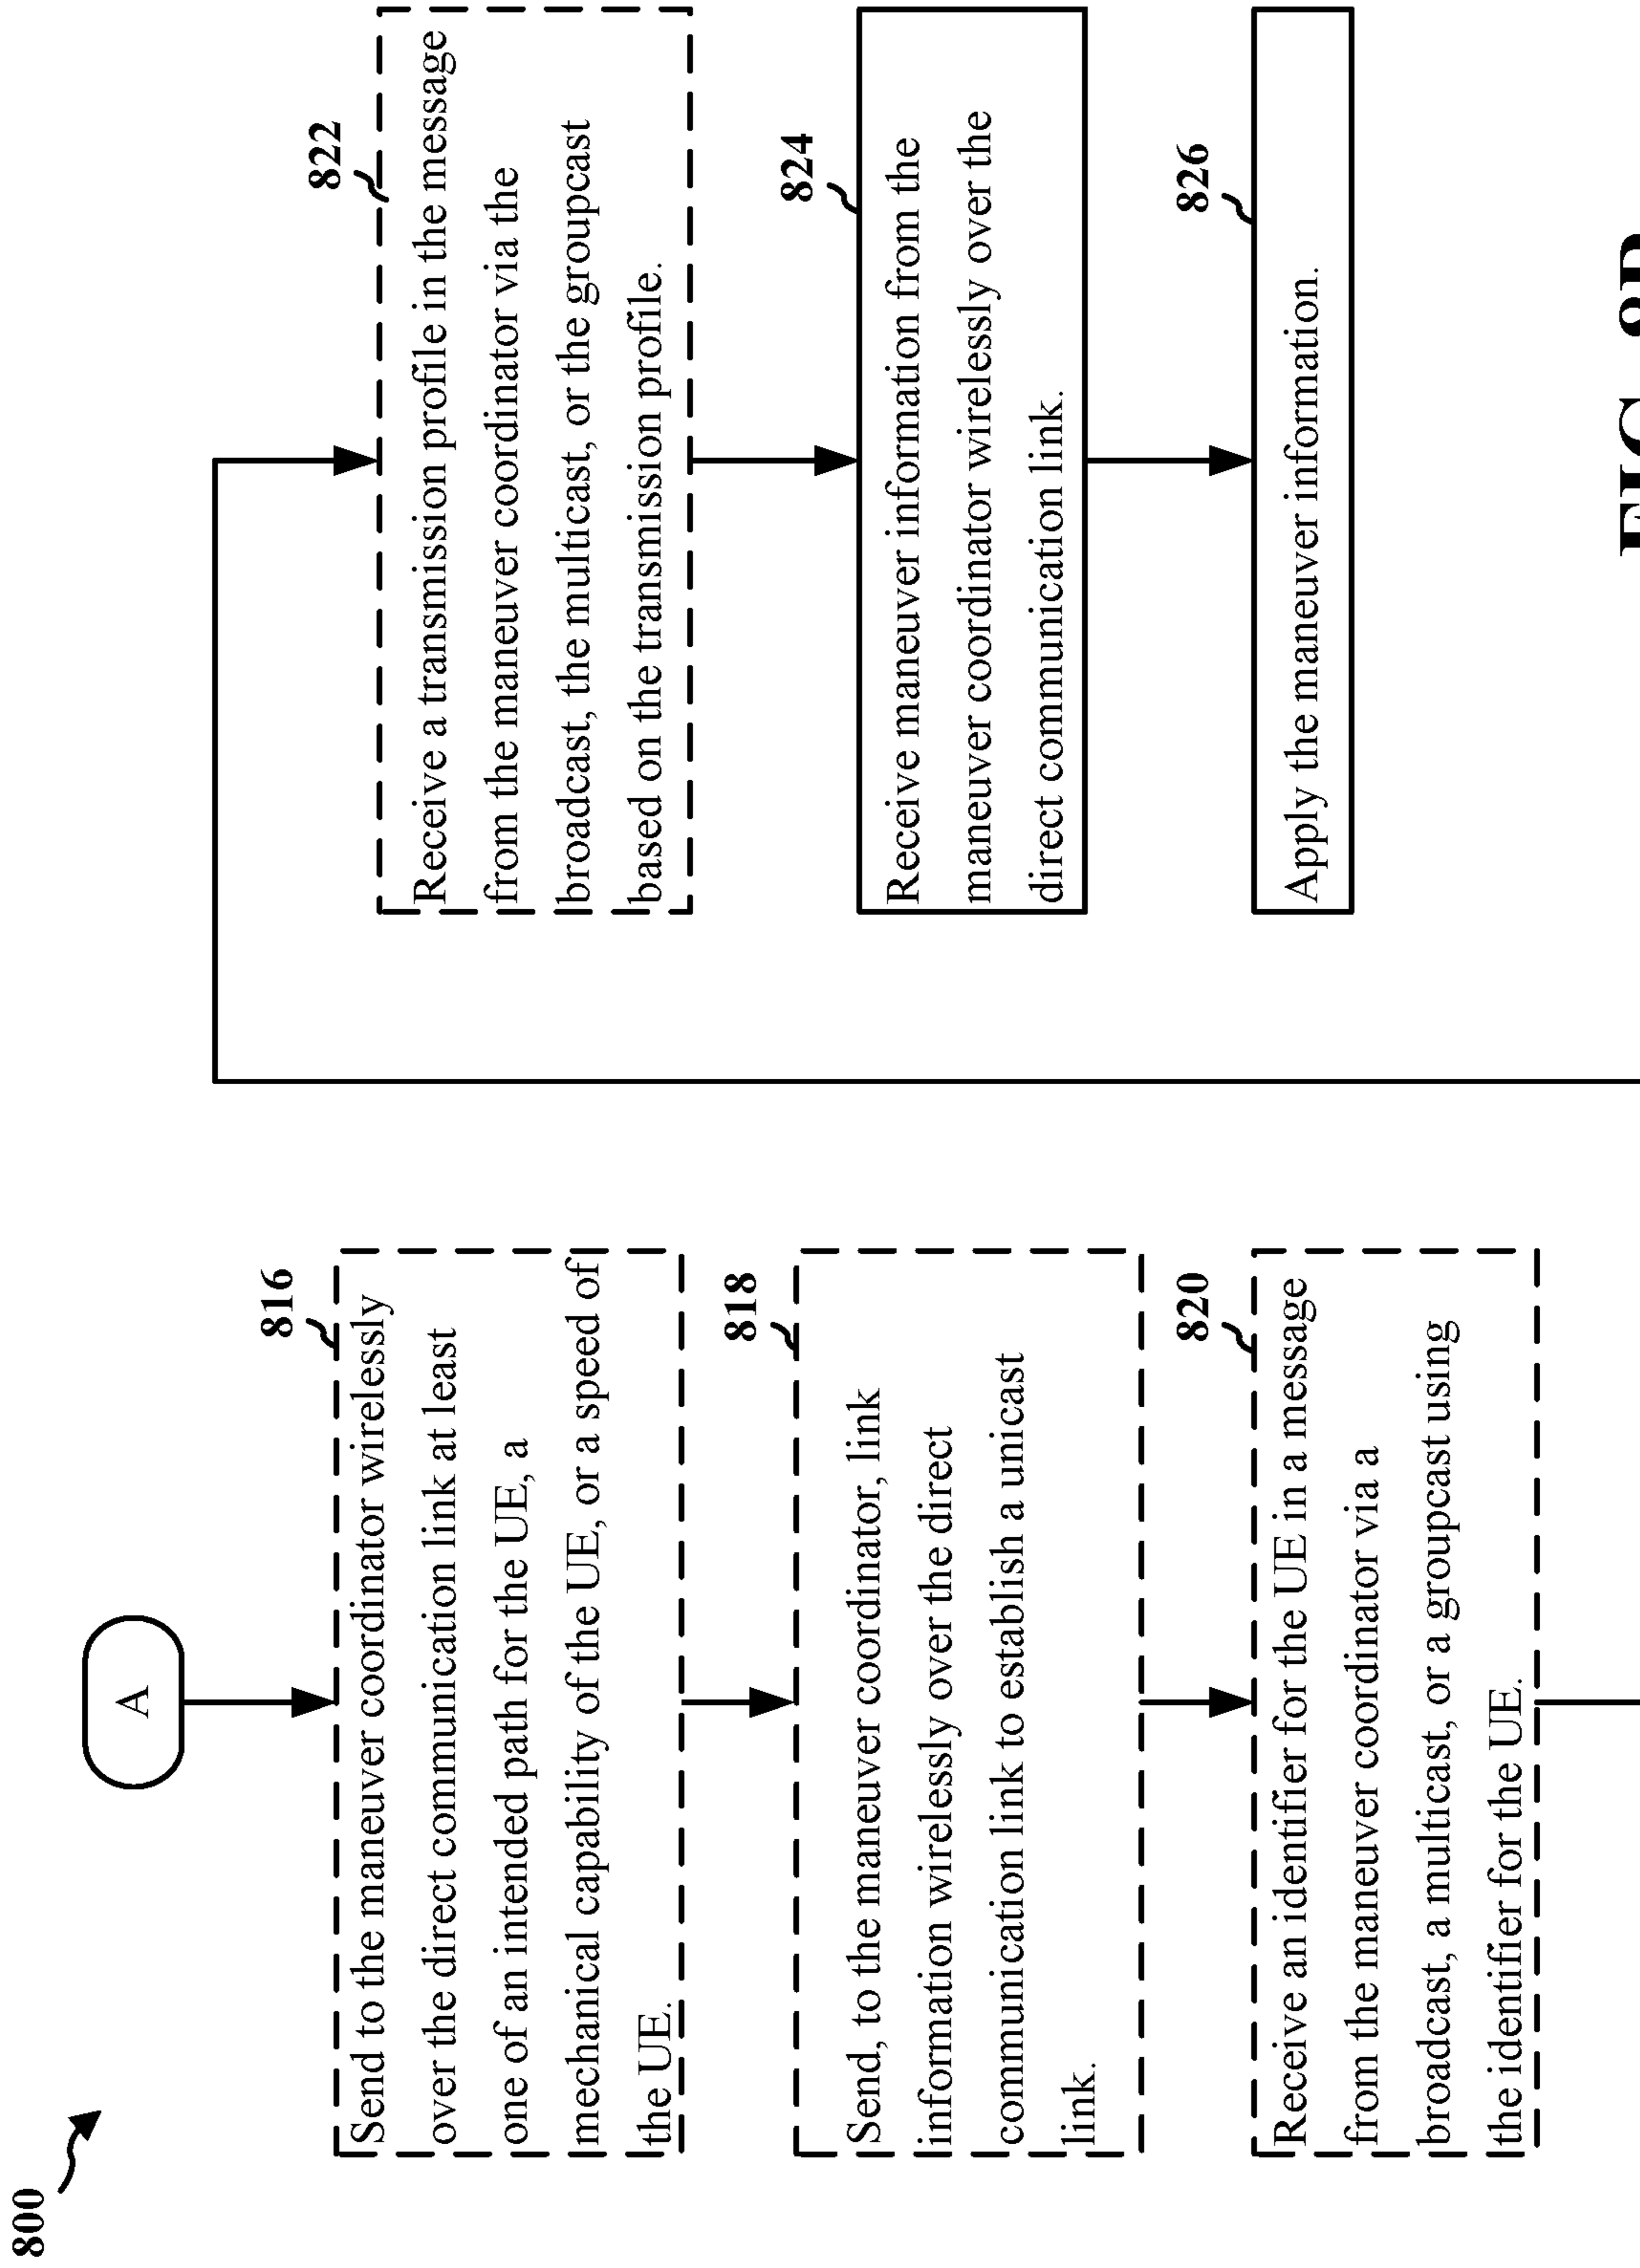 800
A
816
Send to the maneuver coordinator wirelessly
over the direct communication link at least
one of an intended path for the UE, a
mechanical capability of the UE, or a speed of
the UE.
818
Send, to the maneuver coordinator, link
information wirelessly over the direct
communication link to establish a unicast
link.
820
Receive an identifier for the UE in a message
from the maneuver coordinator via a
broadcast, a multicast, or a groupcast using
the identifier for the UE.
822
Receive a transmission profile in the message
from the maneuver coordinator via the
broadcast, the multicast, or the groupcast
based on the transmission profile.
824
Receive maneuver information from the
maneuver coordinator wirelessly over the
direct communication link.
826
Apply the maneuver information.